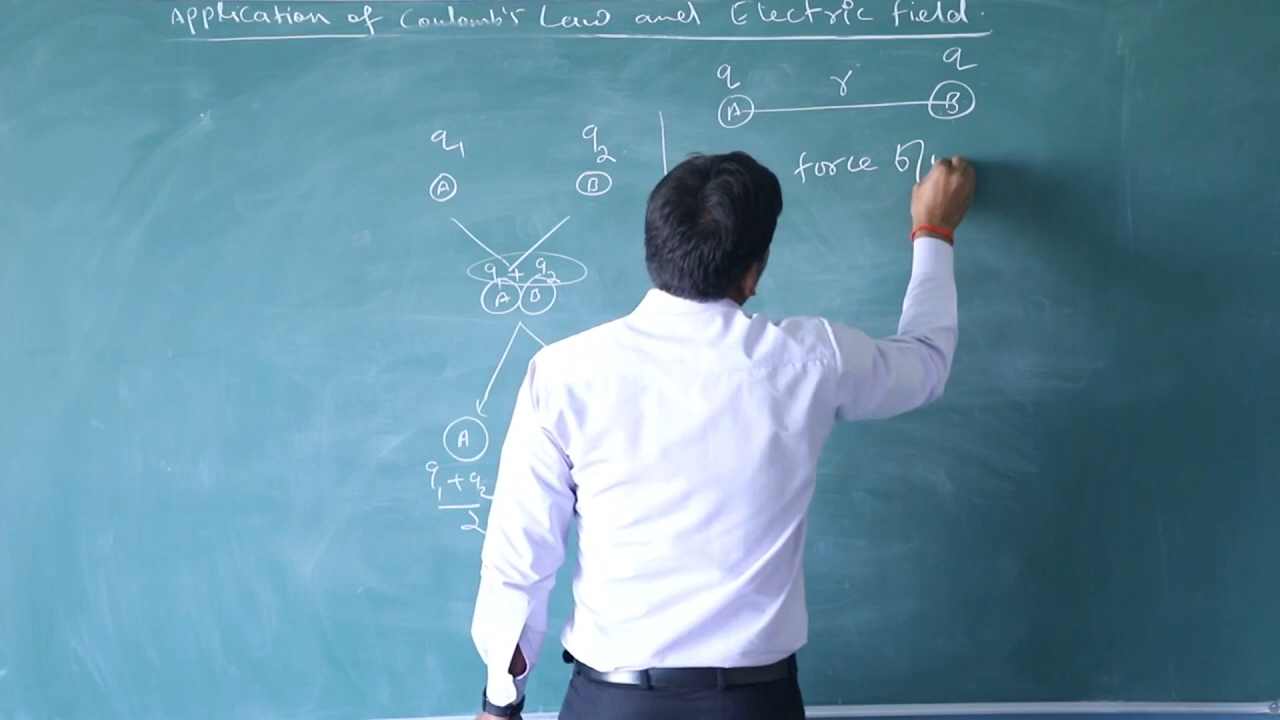 Application of Coulomb's Law and Electric field.
q₁ q₂
A B
q₁ + q₂
A B
A
q₁ + q₂
2
q r q
A B
force b/w